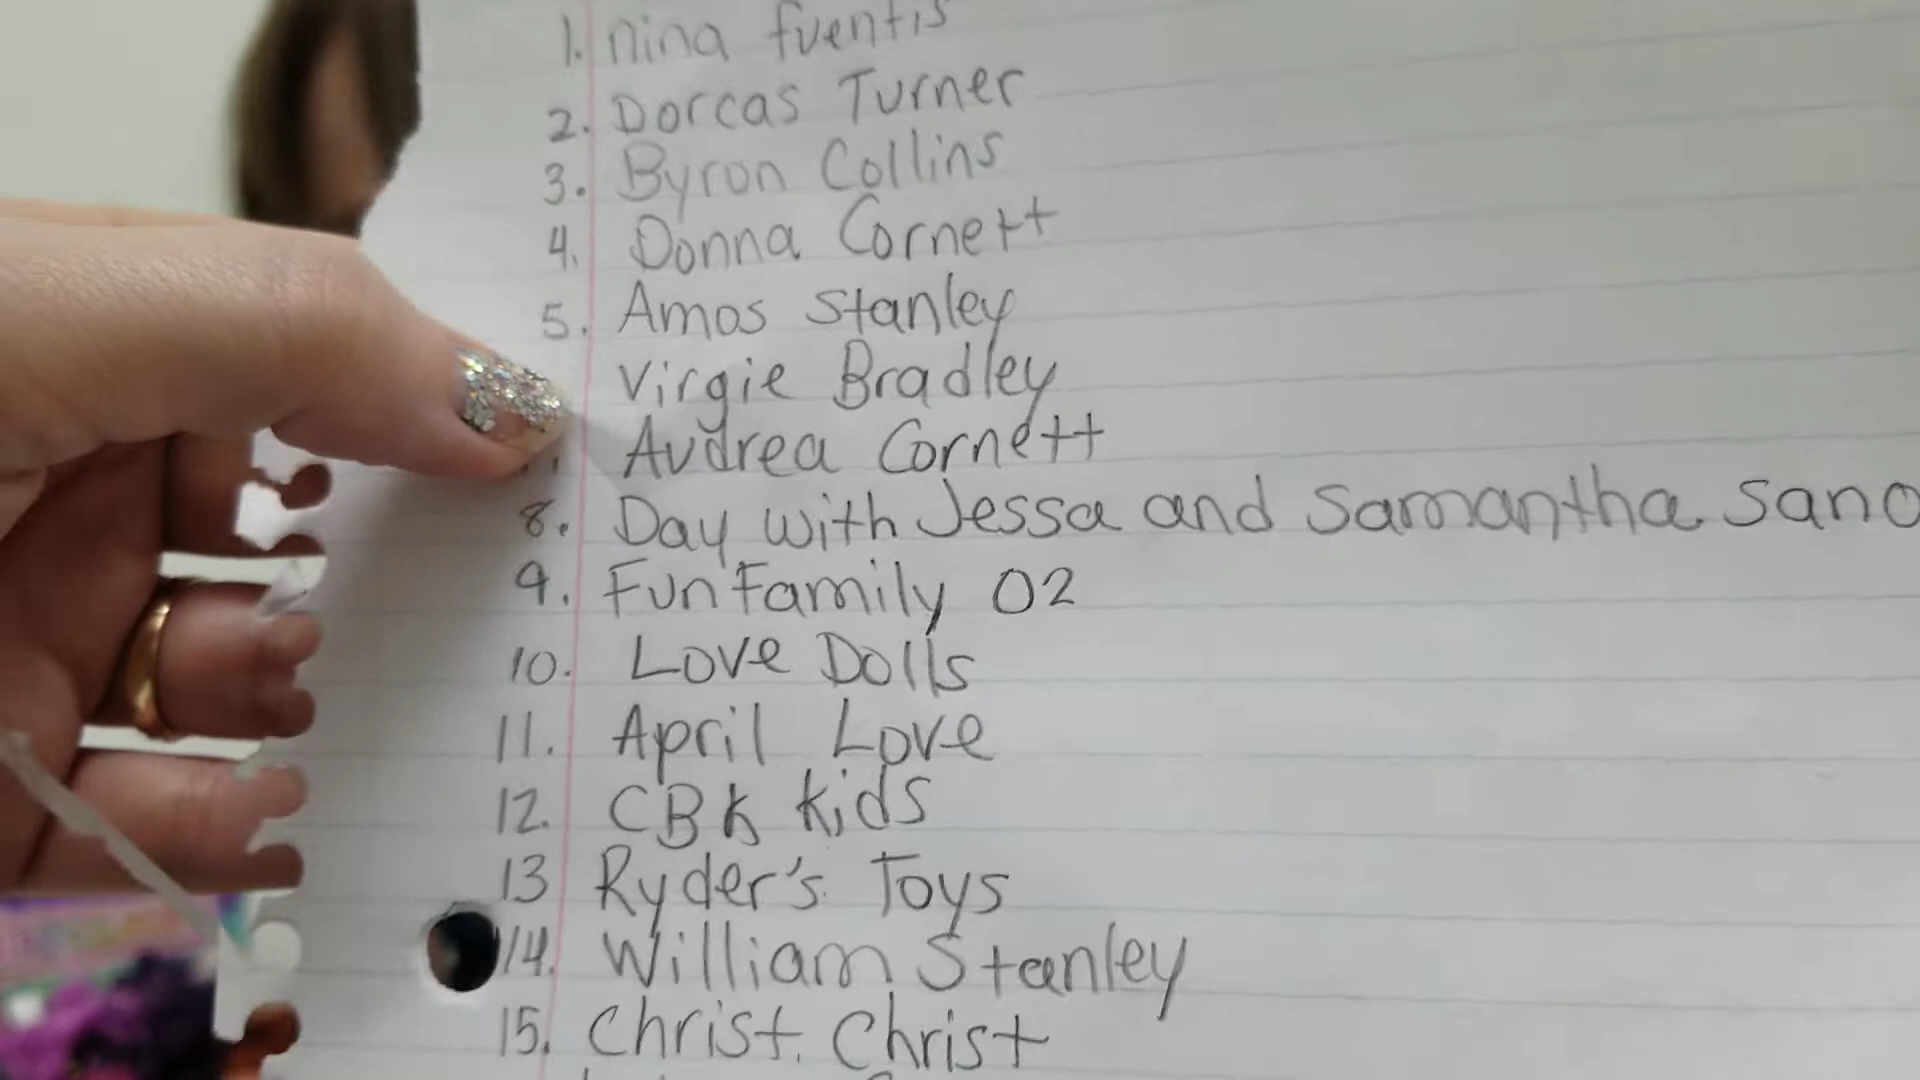 1. nina fuentis
2. Dorcas Turner
3. Byron Collins
4. Donna Cornett
5. Amos Stanley
Virgie Bradley
Audrea Cornett
8. Day with Jessa and Samantha Sand
9. Fun Family 02
10. Love Dolls
11. April Love
12. CBK Kids
13 Ryder's Toys
14. William Stanley
15. Christ. Christ